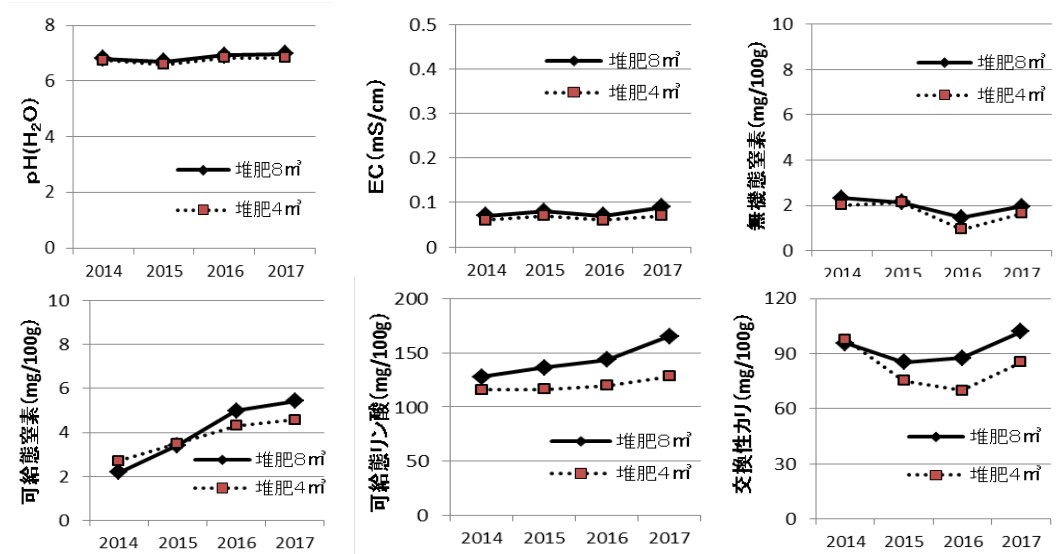 pH(H₂O)
8
6
4
2
0
堆肥8㎥
堆肥4㎥
2014 2015 2016 2017
EC(mS/cm)
0.5
0.4
0.3
0.2
0.1
0
堆肥8㎥
堆肥4㎥
2014 2015 2016 2017
無機態窒素(mg/100g)
10
8
6
4
2
0
堆肥8㎥
堆肥4㎥
2014 2015 2016 2017
可給態窒素(mg/100g)
10
8
6
4
2
0
堆肥8㎥
堆肥4㎥
2014 2015 2016 2017
可給態リン酸(mg/100g)
200
150
100
50
0
堆肥8㎥
堆肥4㎥
2014 2015 2016 2017
交換性カリ(mg/100g)
120
90
60
30
0
堆肥8㎥
堆肥4㎥
2014 2015 2016 2017